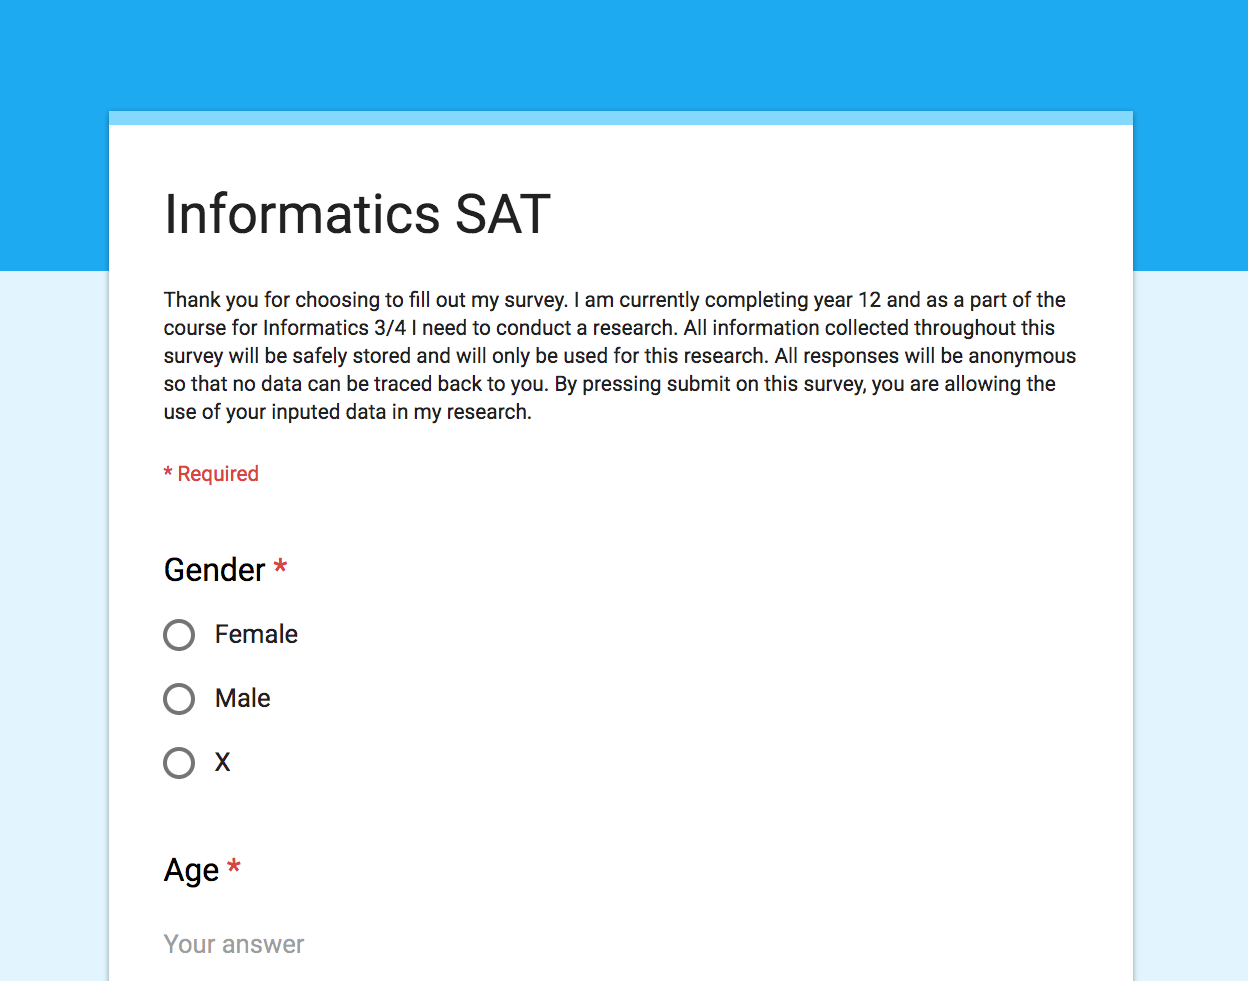 Informatics SAT
Thank you for choosing to fill out my survey. I am currently completing year 12 and as a part of the
course for Informatics 3/4 I need to conduct a research. All information collected throughout this
survey will be safely stored and will only be used for this research. All responses will be anonymous
so that no data can be traced back to you. By pressing submit on this survey, you are allowing the
use of your inputed data in my research.
* Required
Gender *
Female
Male
X
Age *
Your answer